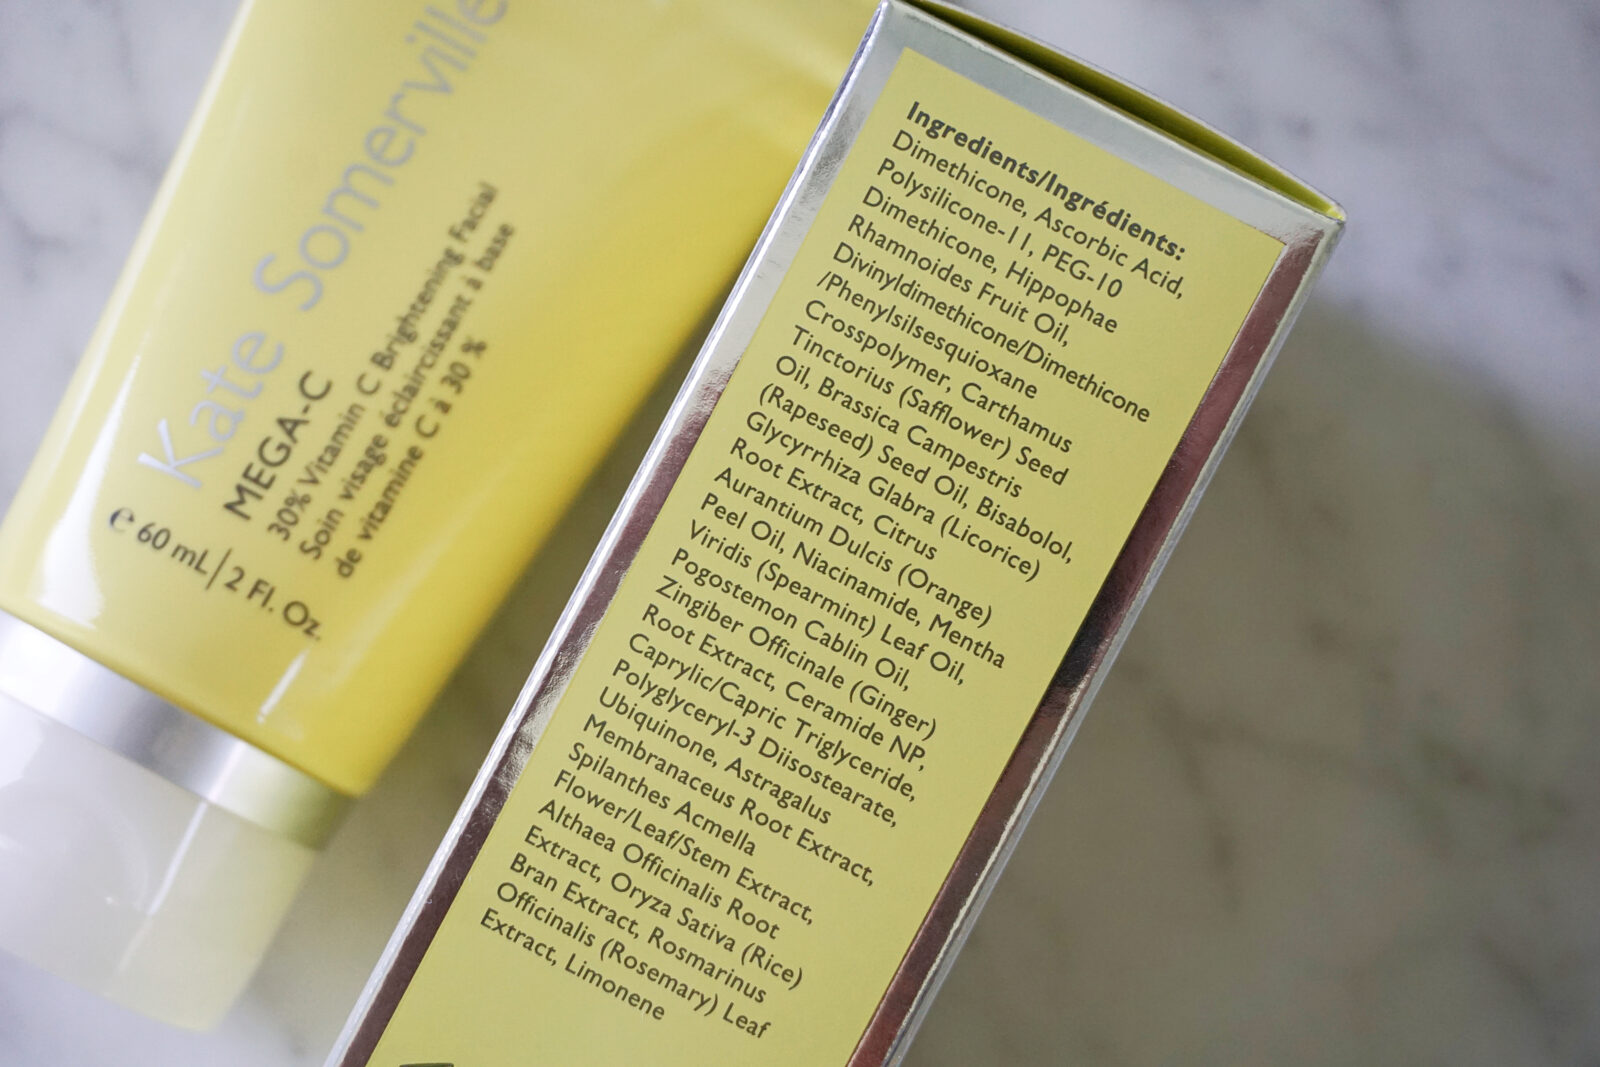 Kate Somerville
MEGA-C
30% Vitamin C Brightening Facial
Soin visage éclaircissant à base
de vitamine C à 30 %
e 60 mL/2 Fl. Oz.
Ingredients/Ingrédients:
Dimethicone, Ascorbic Acid,
Polysilicone-11, PEG-10
Dimethicone, Hippophae
Rhamnoides Fruit Oil,
Divinyldimethicone/Dimethicone
/Phenylsilsesquioxane
Crosspolymer, Carthamus
Tinctorius (Safflower) Seed
Oil, Brassica Campestris
(Rapeseed) Seed Oil, Bisabolol,
Glycyrrhiza Glabra (Licorice)
Root Extract, Citrus
Aurantium Dulcis (Orange)
Peel Oil, Niacinamide, Mentha
Viridis (Spearmint) Leaf Oil,
Pogostemon Cablin Oil,
Zingiber Officinale (Ginger)
Root Extract, Ceramide NP,
Caprylic/Capric Triglyceride,
Polyglyceryl-3 Diisostearate,
Ubiquinone, Astragalus
Membranaceus Root Extract,
Spilanthes Acmella
Flower/Leaf/Stem Extract,
Althaea Officinalis Root
Extract, Oryza Sativa (Rice)
Bran Extract, Rosmarinus
Officinalis (Rosemary) Leaf
Extract, Limonene